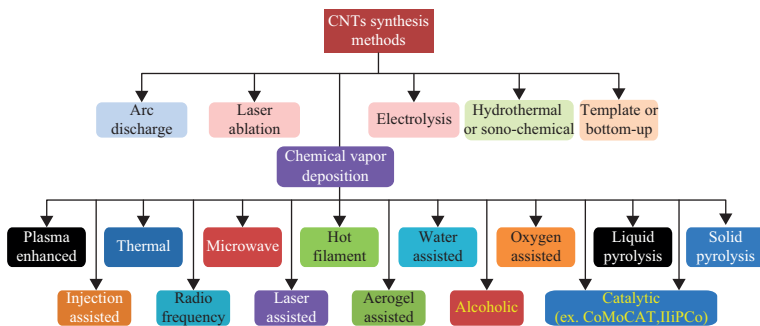 CNTs synthesis
methods
Arc
discharge
Laser
ablation
Electrolysis
Hydrothermal
or sono-chemical
Template or
bottom-up
Chemical vapor
deposition
Plasma
enhanced
Thermal
Microwave
Hot
filament
Water
assisted
Oxygen
assisted
Liquid
pyrolysis
Solid
pyrolysis
Injection
assisted
Radio
frequency
Laser
assisted
Aerogel
assisted
Alcoholic
Catalytic
(ex. CoMoCAT,IIiPCo)